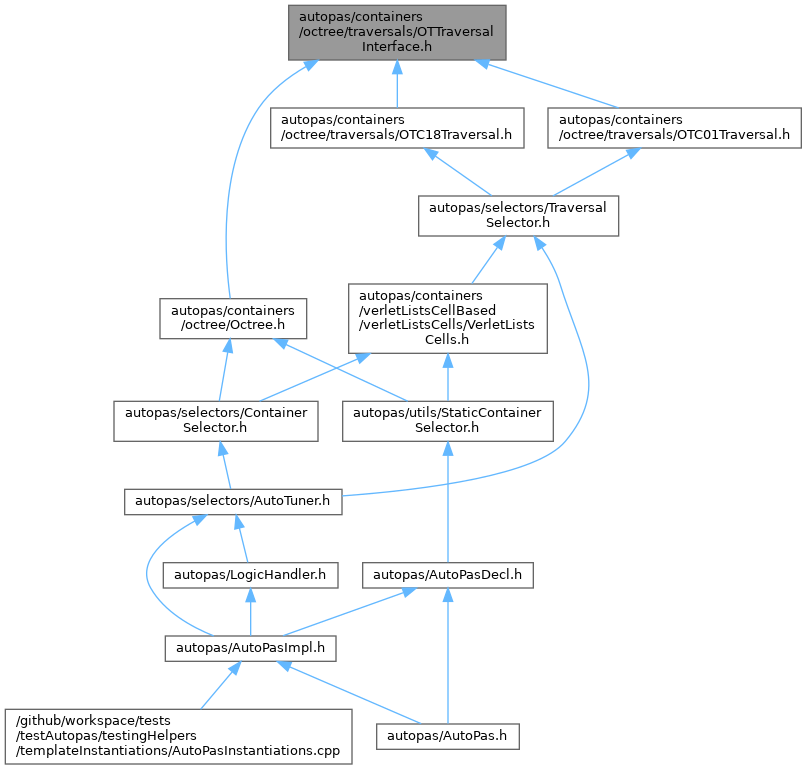 autopas/containers
/octree/traversals/OTTraversal
Interface.h
autopas/containers
/octree/traversals/OTC18Traversal.h
autopas/containers
/octree/traversals/OTC01Traversal.h
autopas/selectors/Traversal
Selector.h
autopas/containers
/octree/Octree.h
autopas/containers
/verletListsCellBased
/verletListsCells/VerletLists
Cells.h
autopas/selectors/Container
Selector.h
autopas/utils/StaticContainer
Selector.h
autopas/selectors/AutoTuner.h
autopas/LogicHandler.h
autopas/AutoPasDecl.h
autopas/AutoPasImpl.h
/github/workspace/tests
/testAutopas/testingHelpers
/templateInstantiations/AutoPasInstantiations.cpp
autopas/AutoPas.h